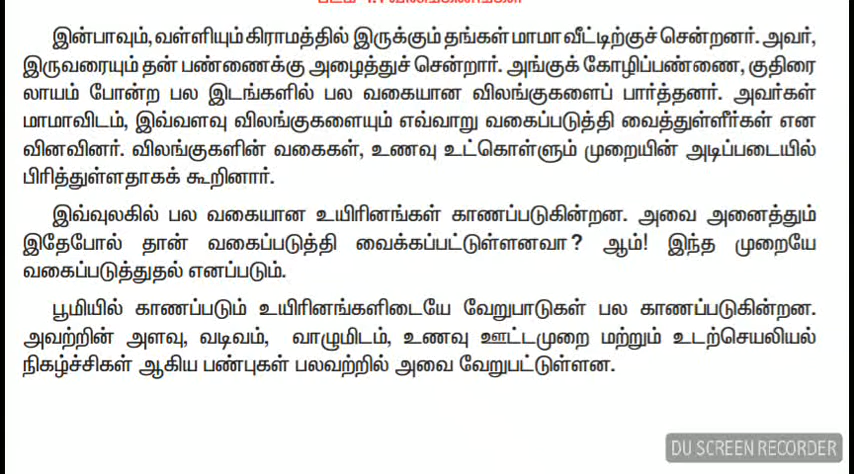 இன்பாவும், வள்ளியும் கிராமத்தில் இருக்கும் தங்கள் மாமா வீட்டிற்குச் சென்றனர். அவர்,
இருவரையும் தன் பண்ணைக்கு அழைத்துச் சென்றார். அங்குக் கோழிப்பண்ணை, குதிரை
லாயம் போன்ற பல இடங்களில் பல வகையான விலங்குகளைப் பார்த்தனர். அவர்கள்
மாமாவிடம், இவ்வளவு விலங்குகளையும் எவ்வாறு வகைப்படுத்தி வைத்துள்ளீர்கள் என
வினவினர். விலங்குகளின் வகைகள், உணவு உட்கொள்ளும் முறையின் அடிப்படையில்
பிரித்துள்ளதாகக் கூறினார்.
இவ்வுலகில் பல வகையான உயிரினங்கள் காணப்படுகின்றன. அவை அனைத்தும்
இதேபோல் தான் வகைப்படுத்தி வைக்கப்பட்டுள்ளனவா? ஆம்! இந்த முறையே
வகைப்படுத்துதல் எனப்படும்.
பூமியில் காணப்படும் உயிரினங்களிடையே வேறுபாடுகள் பல காணப்படுகின்றன.
அவற்றின் அளவு, வடிவம், வாழுமிடம், உணவு ஊட்டமுறை மற்றும் உடற்செயலியல்
நிகழ்ச்சிகள் ஆகிய பண்புகள் பலவற்றில் அவை வேறுபட்டுள்ளன.
DU SCREEN RECORDER